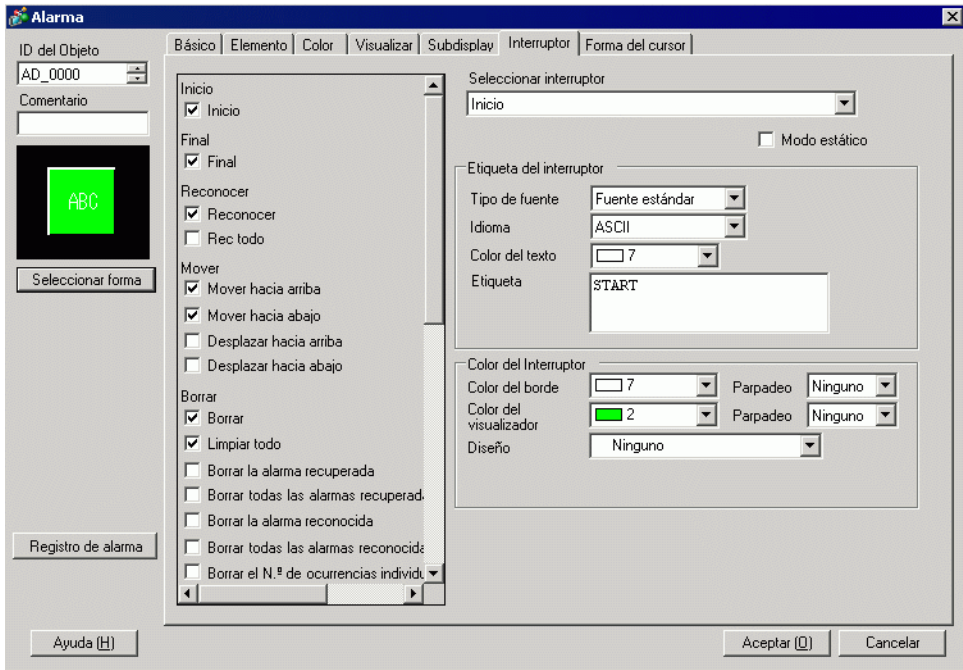 Alarma
ID del Objeto
AD_0000
Comentario
ABC
Seleccionar forma
Registro de alarma
Ayuda (H)
Básico
Elemento
Color
Visualizar
Subdisplay
Interruptor
Forma del cursor
Inicio
Inicio
Final
Final
Reconocer
Reconocer
Rec todo
Mover
Mover hacia arriba
Mover hacia abajo
Desplazar hacia arriba
Desplazar hacia abajo
Borrar
Borrar
Limpiar todo
Borrar la alarma recuperada
Borrar todas las alarmas recuperad
Borrar la alarma reconocida
Borrar todas las alarmas reconocida
Borrar el N.º de ocurrencias individu
Seleccionar interruptor
Inicio
Modo estático
Etiqueta del interruptor
Tipo de fuente Fuente estándar
Idioma ASCII
Color del texto 7
Etiqueta START
Color del Interruptor
Color del borde 7 Parpadeo Ninguno
Color del
visualizador 2 Parpadeo Ninguno
Diseño Ninguno
Aceptar (O)
Cancelar